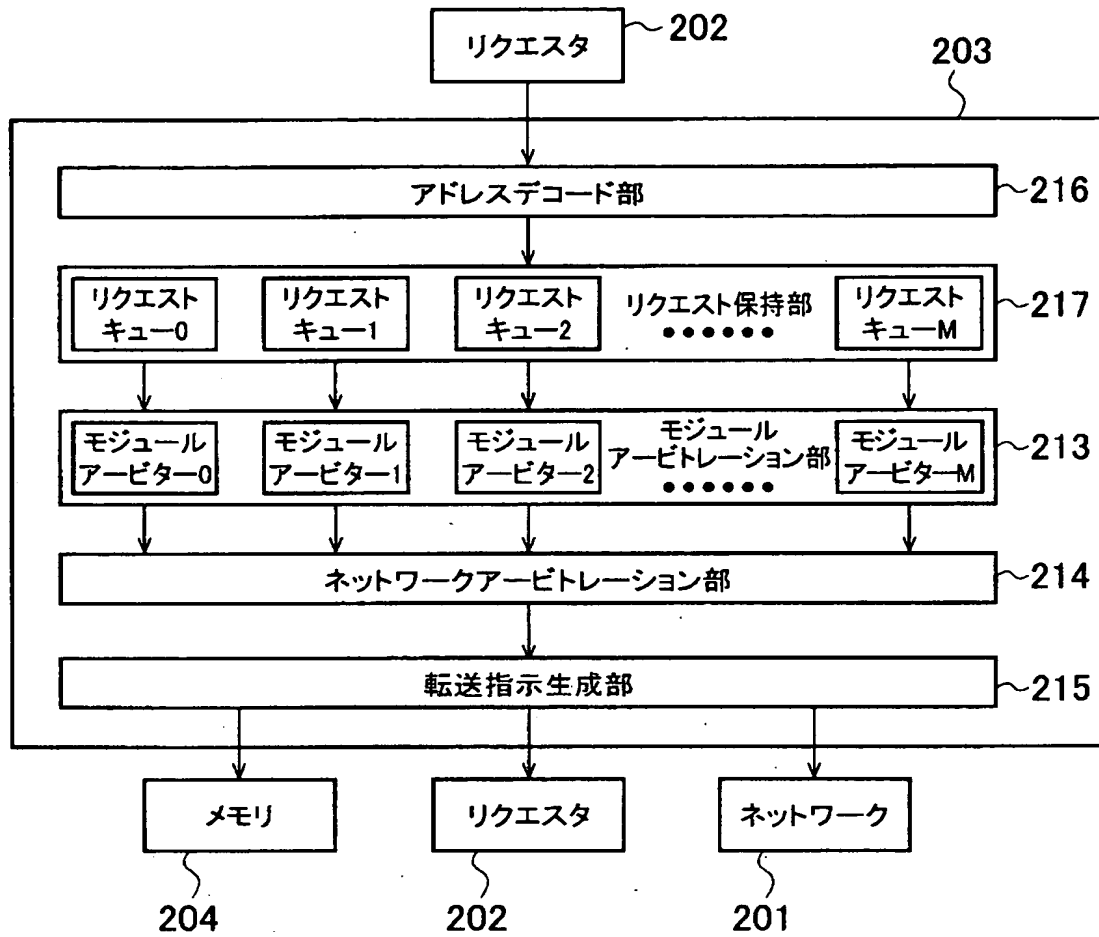 リクエスタ
202
203
アドレスデコード部
216
リクエスト
キュー0
リクエスト
キュー1
リクエスト
キュー2
リクエスト保持部
●●●●●●
リクエスト
キューM
217
モジュール
アービター0
モジュール
アービター1
モジュール
アービター2
モジュール
アービトレーション部
●●●●●●
モジュール
アービターM
213
ネットワークアービトレーション部
214
転送指示生成部
215
メモリ
リクエスタ
ネットワーク
204
202
201